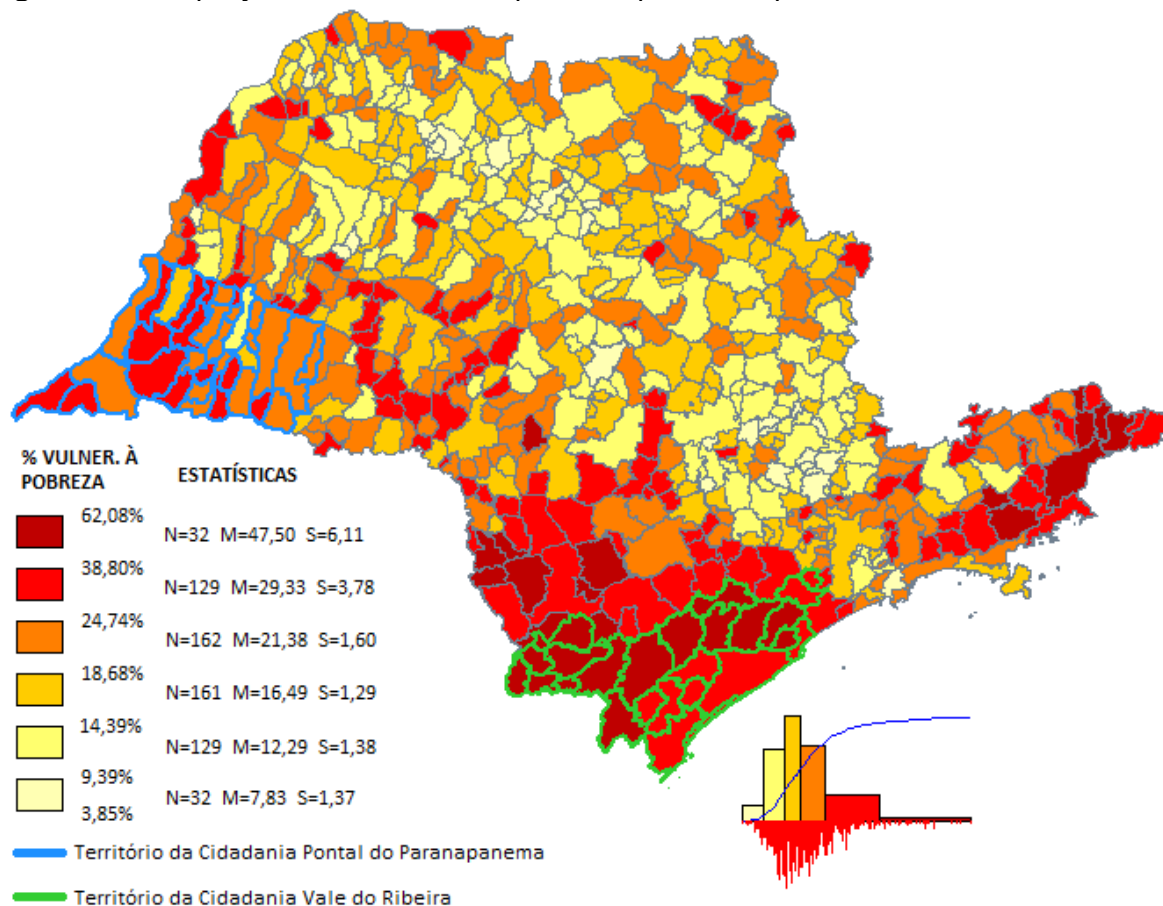 % VULNER. À
POBREZA
ESTATÍSTICAS
62,08%
N=32 M=47,50 S=6,11
38,80%
N=129 M=29,33 S=3,78
24,74%
N=162 M=21,38 S=1,60
18,68%
N=161 M=16,49 S=1,29
14,39%
N=129 M=12,29 S=1,38
9,39%
N=32 M=7,83 S=1,37
3,85%
Território da Cidadania Pontal do Paranapanema
Território da Cidadania Vale do Ribeira